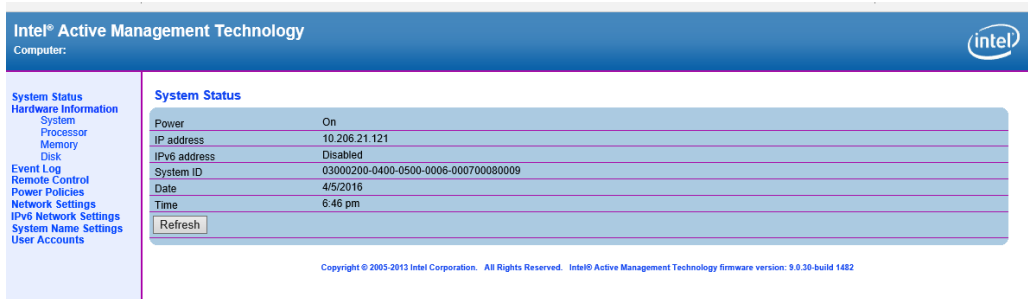 Intel® Active Management Technology
Computer:
intel
System Status
Hardware Information
System
Processor
Memory
Disk
Event Log
Remote Control
Power Policies
Network Settings
IPv6 Network Settings
System Name Settings
User Accounts
System Status
Power On
IP address 10.206.21.121
IPv6 address Disabled
System ID 03000200-0400-0500-0006-000700080009
Date 4/5/2016
Time 6:46 pm
Refresh
Copyright © 2005-2013 Intel Corporation. All Rights Reserved. Intel® Active Management Technology firmware version: 9.0.30-build 1482